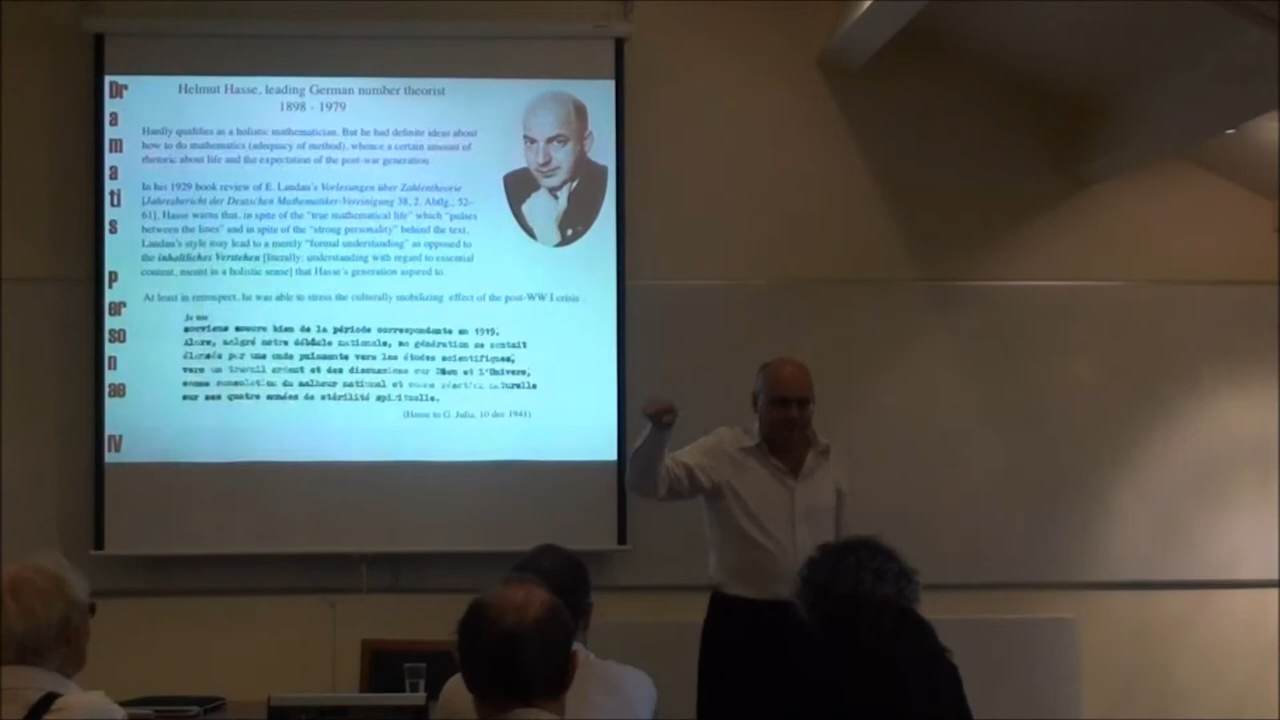 Dramatis Personae IV
Helmut Hasse, leading German number theorist
1898 - 1979
Hardly qualifies as a holistic mathematician. But he had definite ideas about
how to do mathematics (adequacy of method), whence a certain amount of
rhetoric about life and the expectation of the post-war generation
In his 1929 book review of E. Landau's Vorlesungen über Zahlentheorie
[Jahresbericht der Deutschen Mathematiker-Vereinigung 38, 2. Abtlg., 52–
61], Hasse warns that, in spite of the "true mathematical life" which "pulses
between the lines" and in spite of the "strong personality" behind the text,
Landau's style may lead to a merely "formal understanding" as opposed to
the inhaltliches Verstehen [literally: understanding with regard to essential
content, meant in a holistic sense] that Hasse's generation aspired to.
At least in retrospect, he was able to stress the culturally mobilizing effect of the post-WW I crisis
Je me
souviens encore bien de la période correspondante en 1919.
Alors, malgré notre débâcle nationale, ma génération se sentait
élancée par une onde puissante vers les études scientifiques,
vers un travail ardent et des discussions sur Dieu et l'Univers,
comme consolation du malheur national et comme réaction naturelle
sur ses quatre années de stérilité spirituelle.
(Hasse to G. Julia, 10 dec 1941)